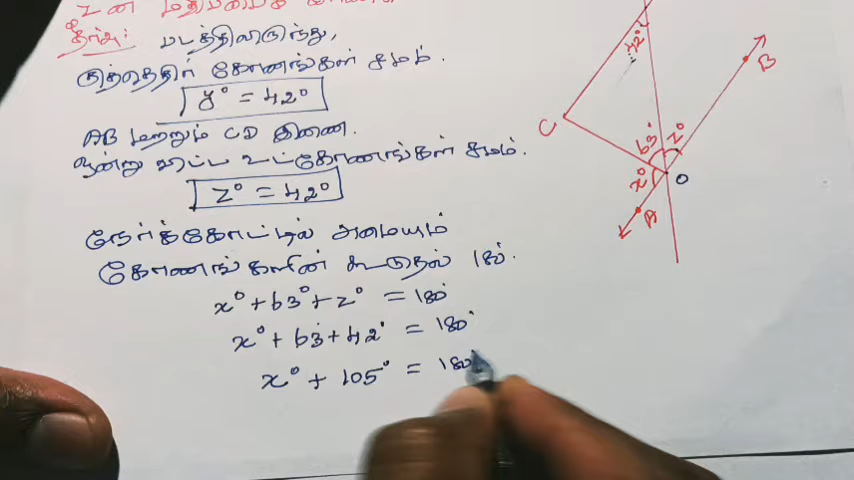 தீர்வு: படத்திலிருந்து,
குத்தெதிர் கோணங்கள் சமம்.
y° = 42°
AB மற்றும் CD இணை.
ஒன்று விட்ட உட்கோணங்கள் சமம்.
z° = 42°
நேர்க்கோட்டில் அமையும்
கோணங்களின் கூடுதல் 180°.
x° + 63° + z° = 180°
x° + 63° + 42° = 180°
x° + 105° = 180
42°
B
C
63°
z°
x°
O
A